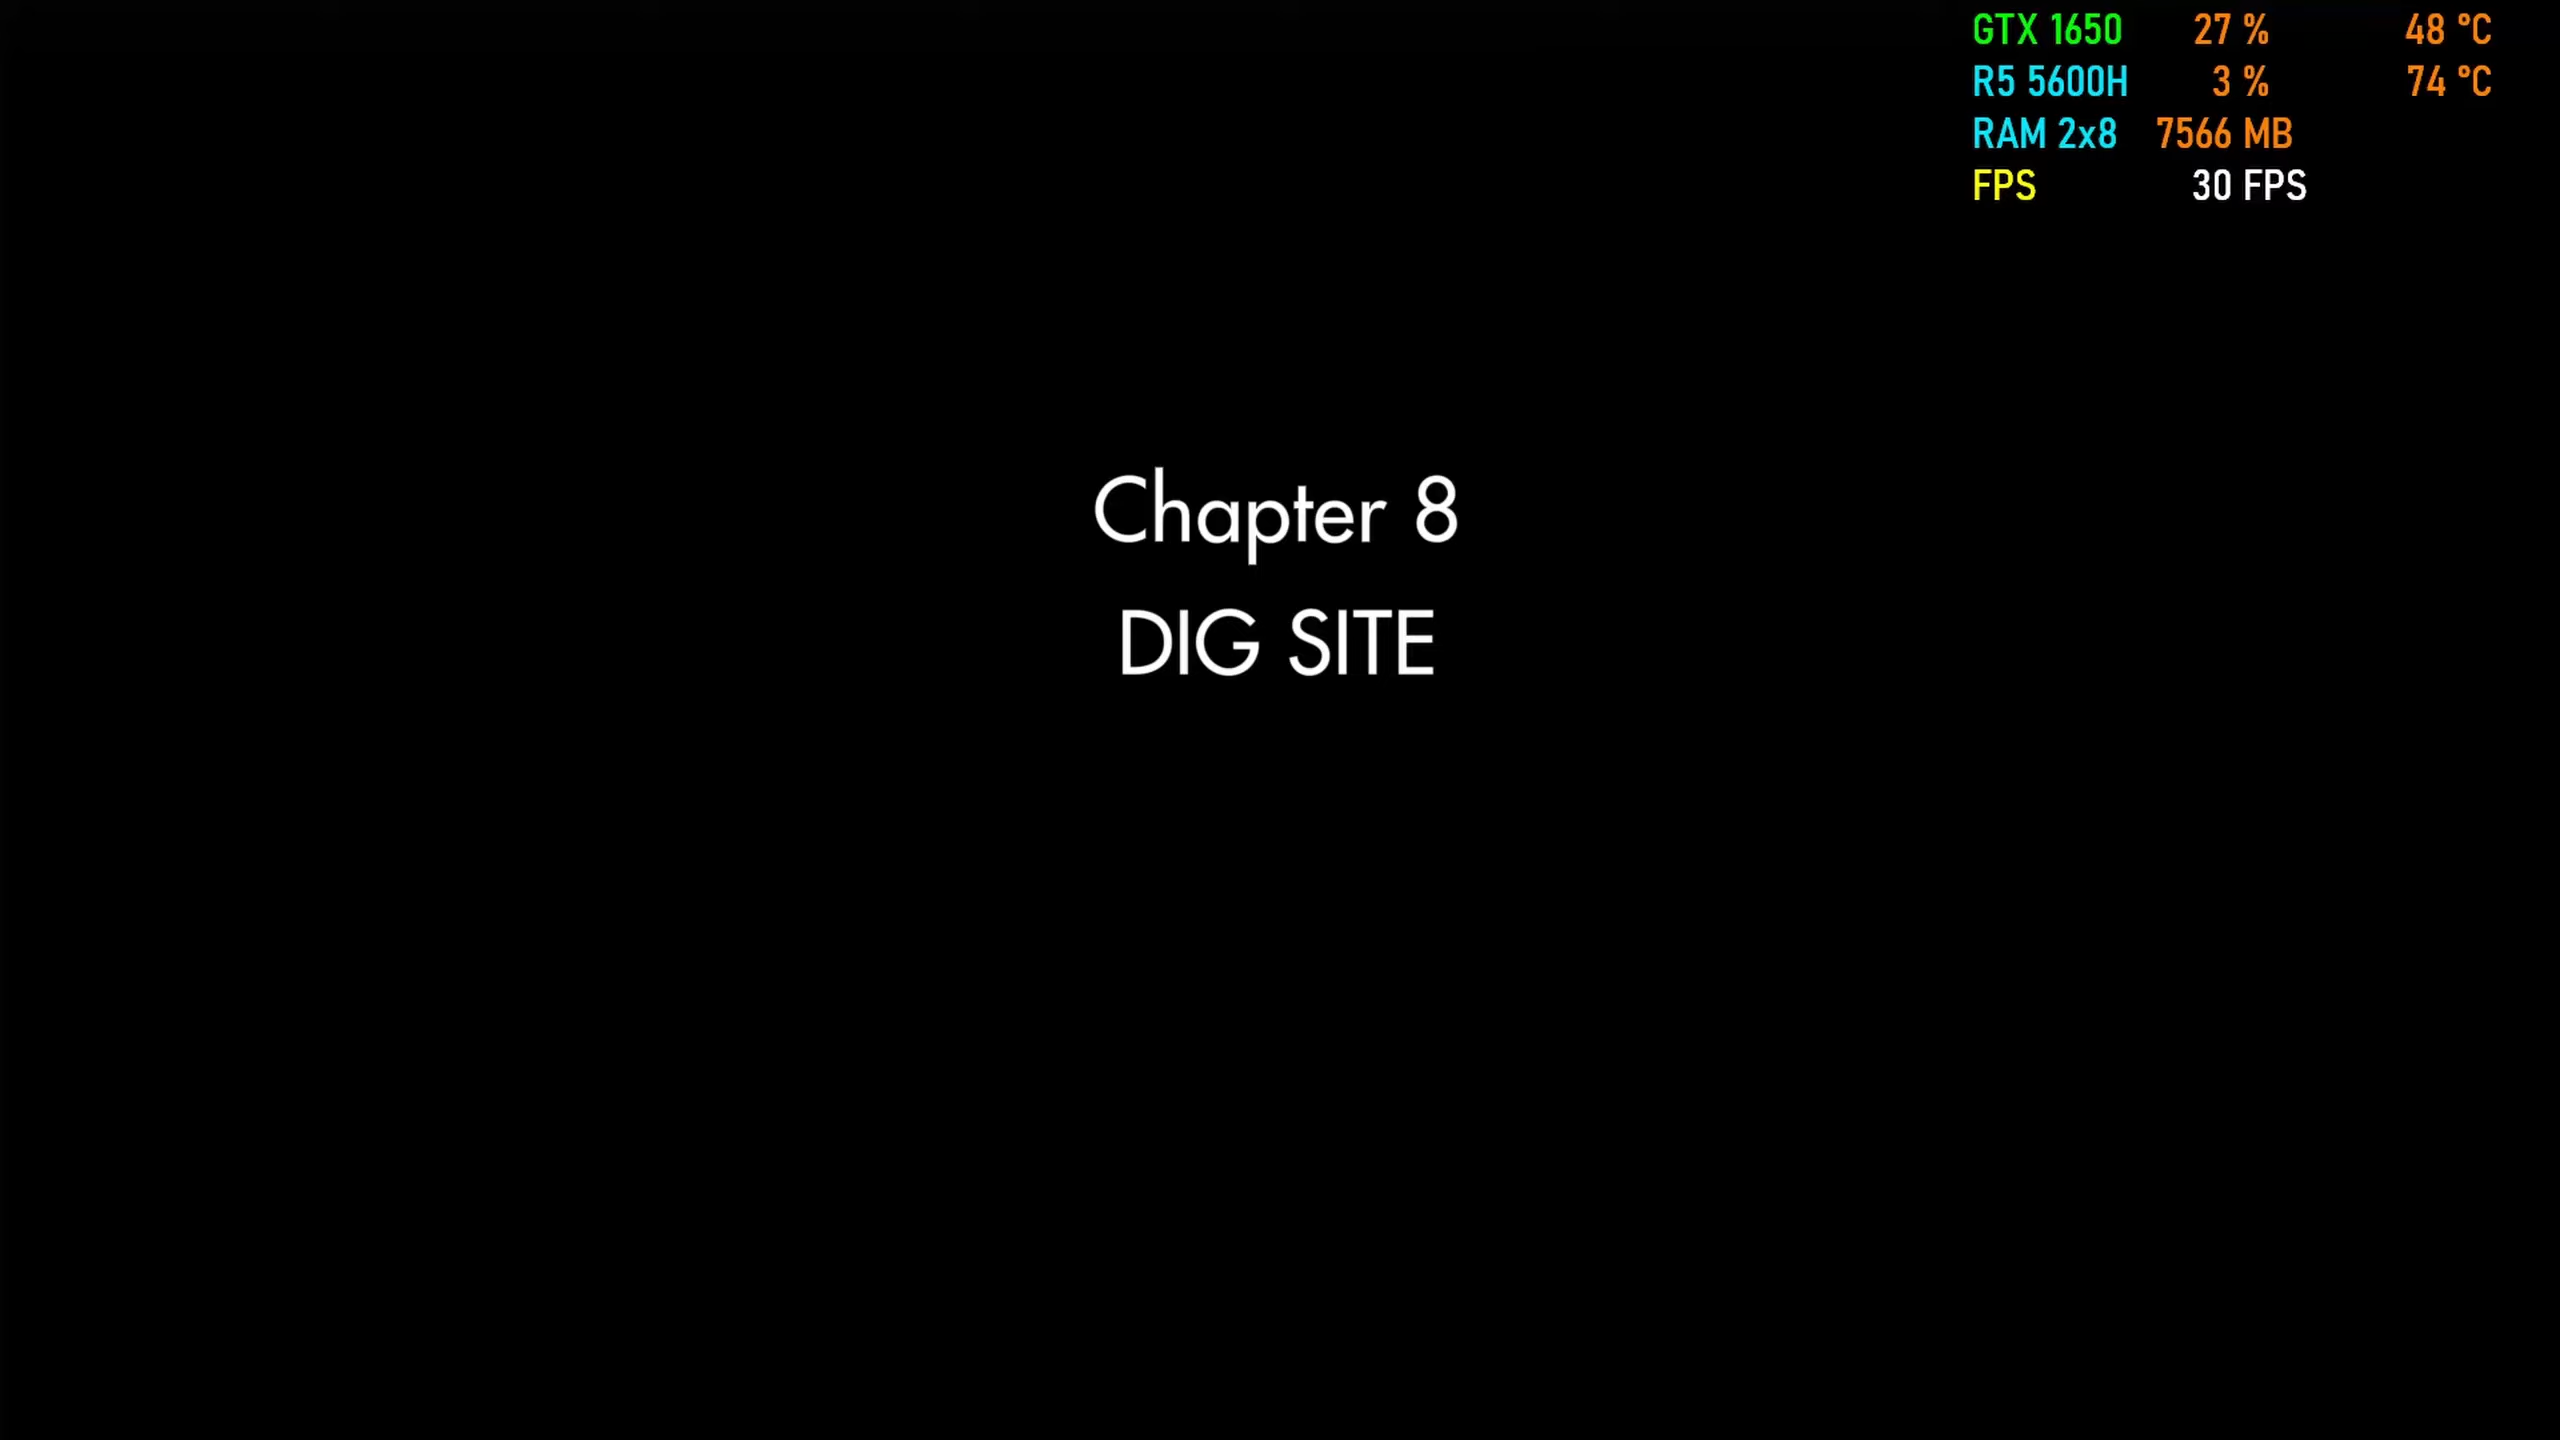 GTX 1650 27 % 48 °C
R5 5600H 3 % 74 °C
RAM 2x8 7566 MB
FPS 30 FPS
Chapter 8
DIG SITE